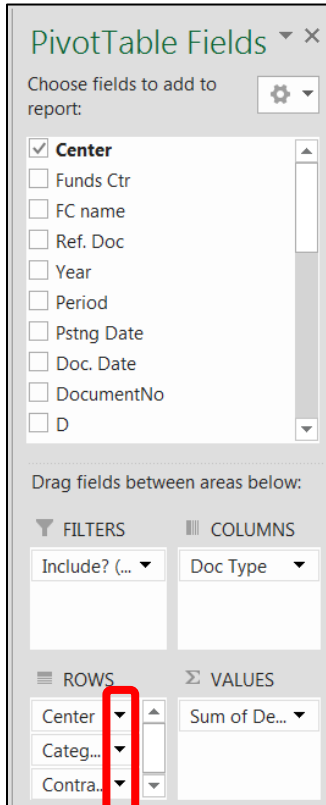 PivotTable Fields
Choose fields to add to
report:
Center
Funds Ctr
FC name
Ref. Doc
Year
Period
Pstng Date
Doc. Date
DocumentNo
D
Drag fields between areas below:
FILTERS
COLUMNS
Include? (...
Doc Type
ROWS
Σ VALUES
Center
Sum of De...
Categ...
Contra...